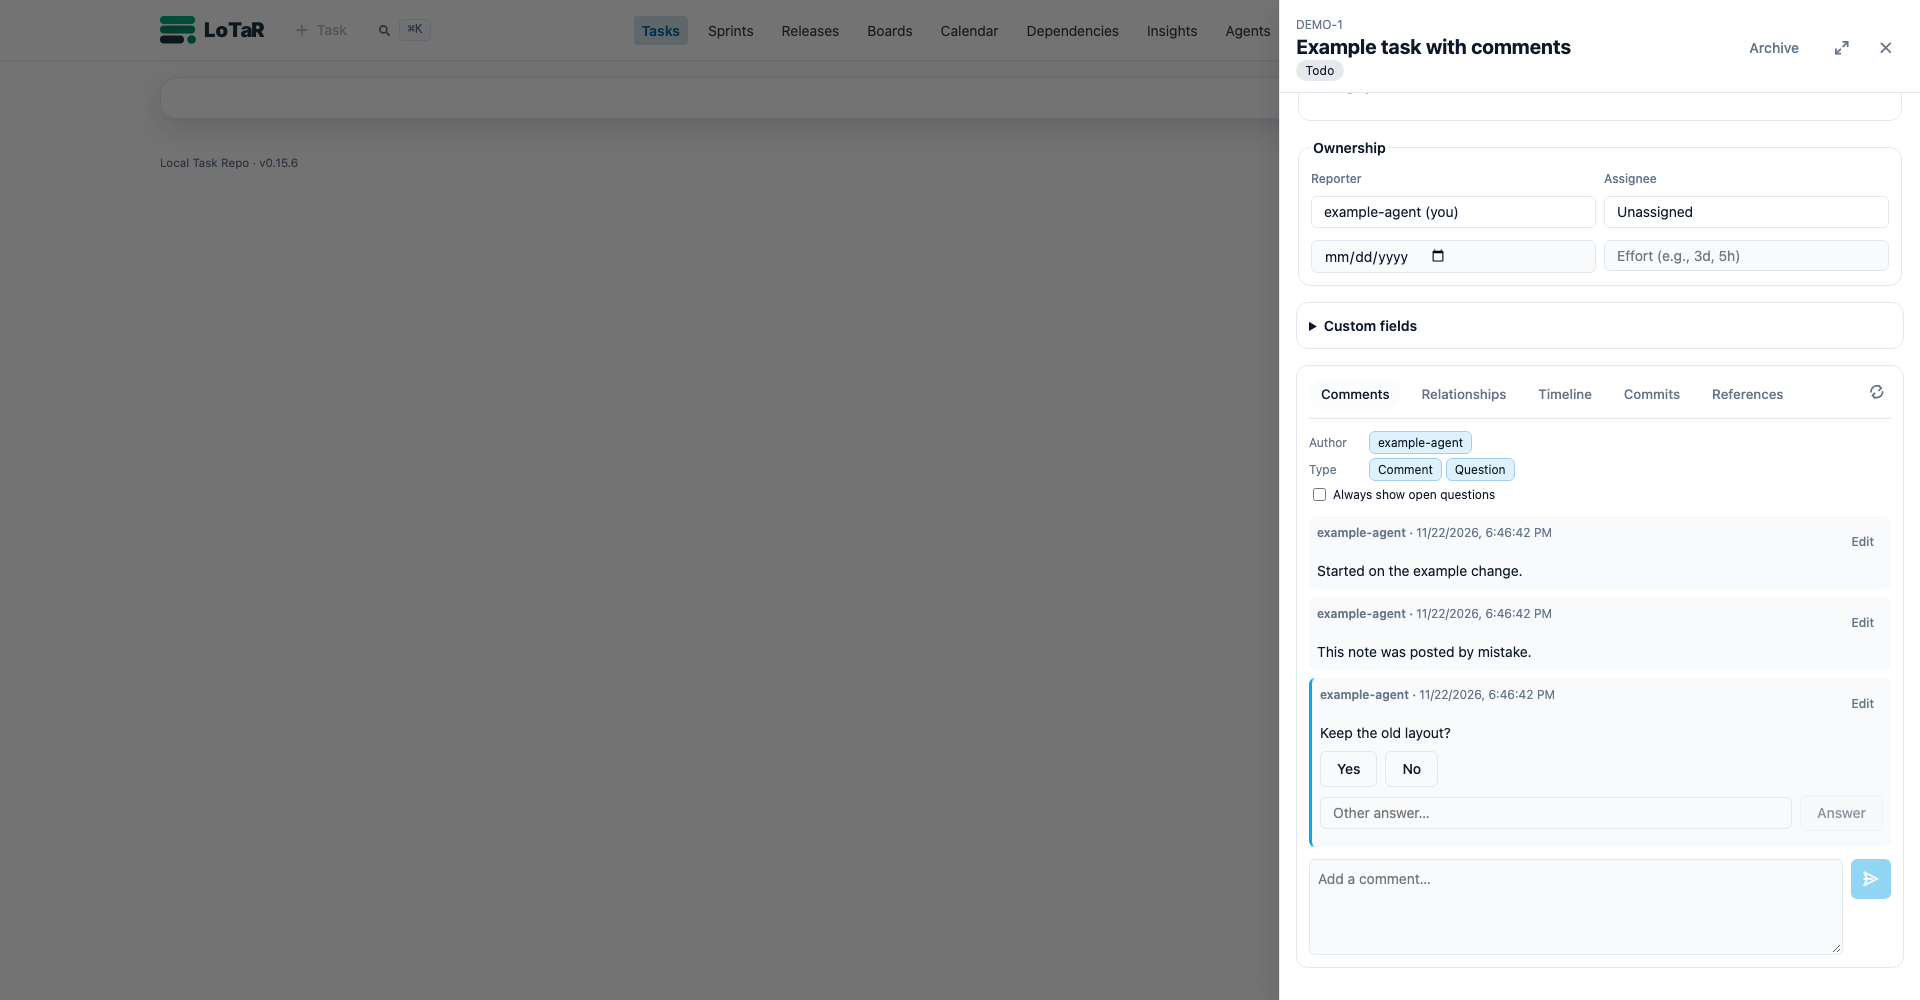 LoTaR
+ Task
⌘K
Tasks
Sprints
Releases
Boards
Calendar
Dependencies
Insights
Agents
Local Task Repo · v0.15.6
DEMO-1
Example task with comments
Todo
Archive
Ownership
Reporter
Assignee
example-agent (you)
Unassigned
mm/dd/yyyy
Effort (e.g., 3d, 5h)
Custom fields
Comments
Relationships
Timeline
Commits
References
Author
example-agent
Type
Comment
Question
Always show open questions
example-agent · 11/22/2026, 6:46:42 PM
Edit
Started on the example change.
example-agent · 11/22/2026, 6:46:42 PM
Edit
This note was posted by mistake.
example-agent · 11/22/2026, 6:46:42 PM
Edit
Keep the old layout?
Yes
No
Other answer...
Answer
Add a comment...